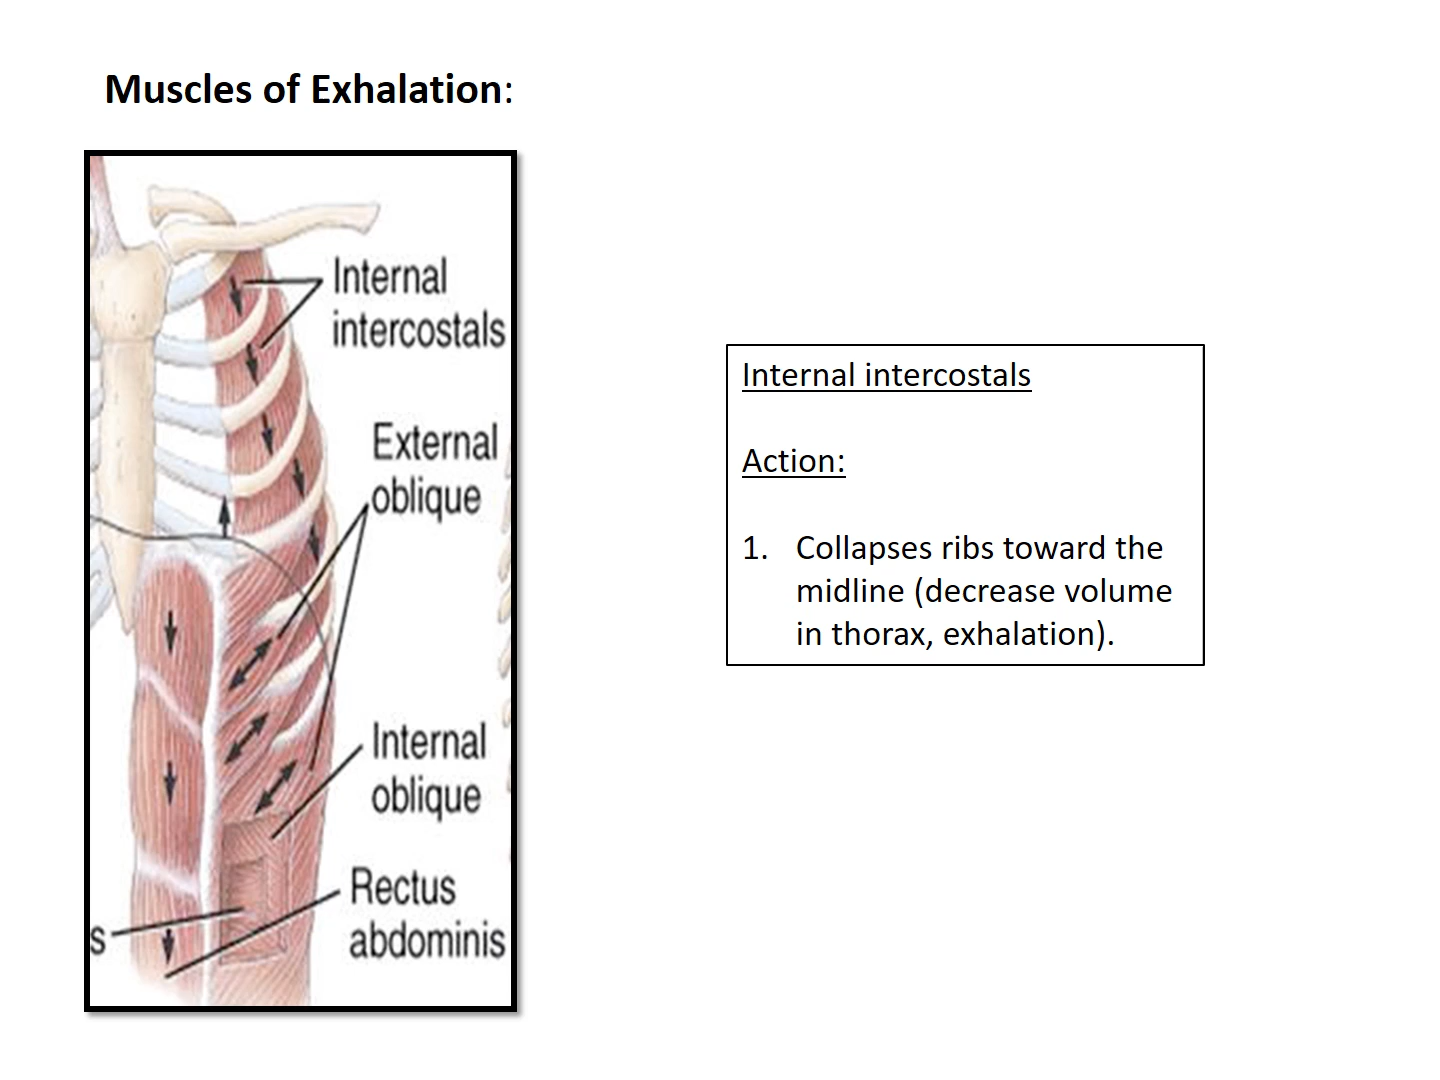 Muscles of Exhalation:
Internal
intercostals
External
oblique
Internal
oblique
Rectus
abdominis
s
Internal intercostals
Action:
1. Collapses ribs toward the
midline (decrease volume
in thorax, exhalation).